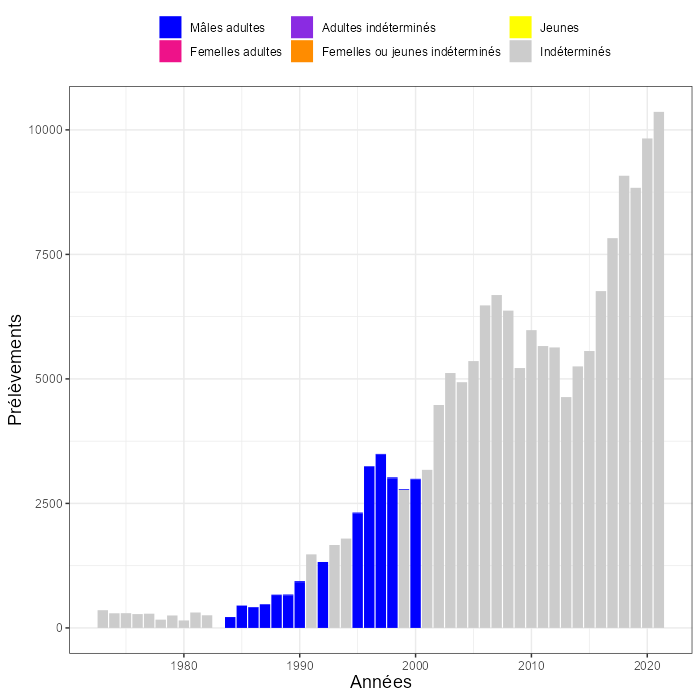 Mâles adultes Adultes indéterminés Jeunes
Femelles adultes Femelles ou jeunes indéterminés Indéterminés
Prélèvements
10000
7500
5000
2500
0
1980 1990 2000 2010 2020
Années